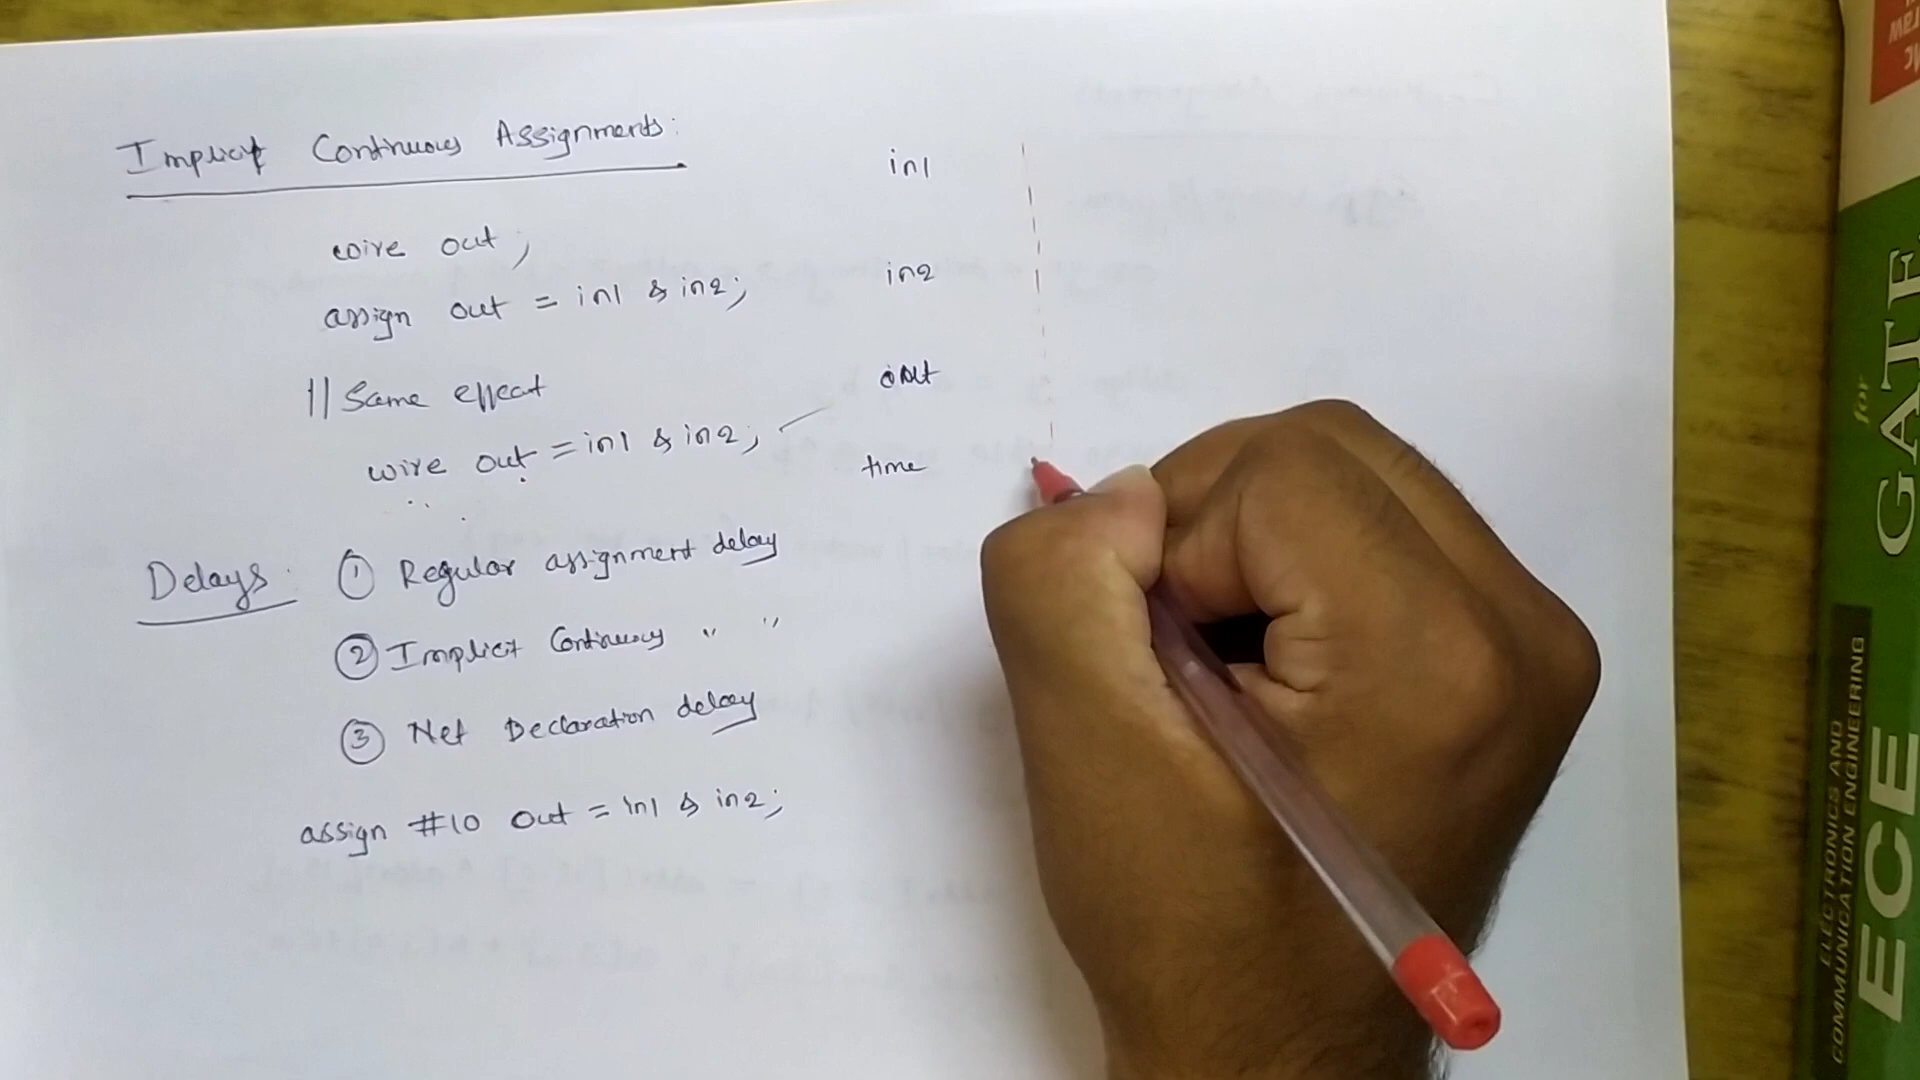 Implicit Continuous Assignments:
wire out;
assign out = in1 & in2;
// Same effect
wire out = in1 & in2;
Delays: ① Regular assignment delay
② Implicit Continuous " "
③ Net Declaration delay
assign #10 out = in1 & in2;
in1
in2
out
time
for
GATE
ELECTRONICS AND
COMMUNICATION ENGINEERING
ECE